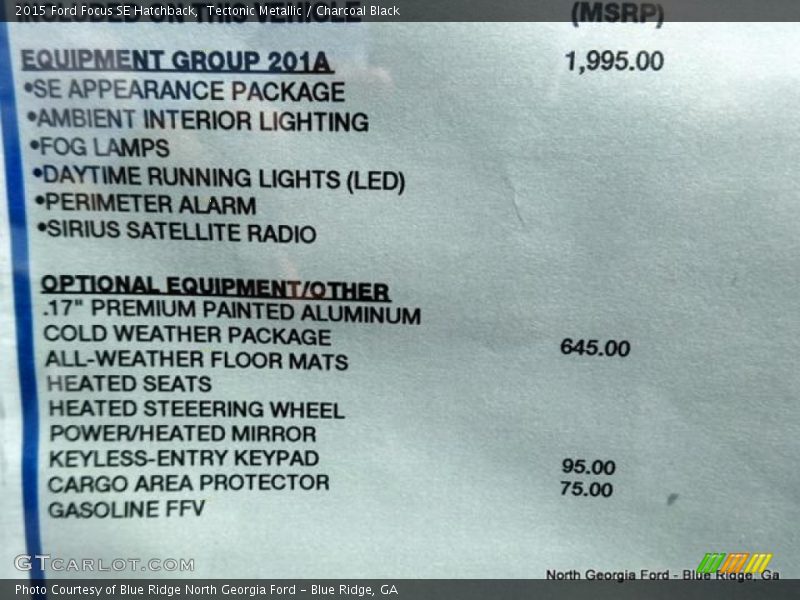 2015 Ford Focus SE Hatchback, Tectonic Metallic / Charcoal Black
INCLUDED ON THIS VEHICLE (MSRP)
EQUIPMENT GROUP 201A 1,995.00
•SE APPEARANCE PACKAGE
•AMBIENT INTERIOR LIGHTING
•FOG LAMPS
•DAYTIME RUNNING LIGHTS (LED)
•PERIMETER ALARM
•SIRIUS SATELLITE RADIO
OPTIONAL EQUIPMENT/OTHER
.17" PREMIUM PAINTED ALUMINUM
COLD WEATHER PACKAGE 645.00
ALL-WEATHER FLOOR MATS
HEATED SEATS
HEATED STEEERING WHEEL
POWER/HEATED MIRROR
KEYLESS-ENTRY KEYPAD 95.00
CARGO AREA PROTECTOR 75.00
GASOLINE FFV
GTCARLOT.COM
North Georgia Ford - Blue Ridge, Ga
Photo Courtesy of Blue Ridge North Georgia Ford – Blue Ridge, GA